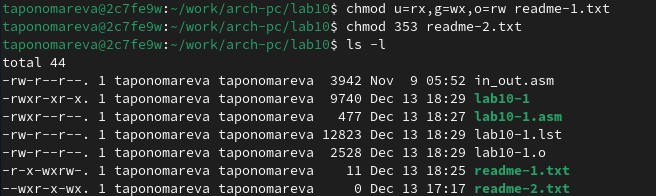 taponomareva@2c7fe9w:~/work/arch-pc/lab10$ chmod u=rx,g=wx,o=rw readme-1.txt
taponomareva@2c7fe9w:~/work/arch-pc/lab10$ chmod 353 readme-2.txt
taponomareva@2c7fe9w:~/work/arch-pc/lab10$ ls -l
total 44
-rw-r--r--. 1 taponomareva taponomareva  3942 Nov  9 05:52 in_out.asm
-rwxr-xr-x. 1 taponomareva taponomareva  9740 Dec 13 18:29 lab10-1
-rwxr--r--. 1 taponomareva taponomareva   477 Dec 13 18:27 lab10-1.asm
-rw-r--r--. 1 taponomareva taponomareva 12823 Dec 13 18:29 lab10-1.lst
-rw-r--r--. 1 taponomareva taponomareva  2528 Dec 13 18:29 lab10-1.o
-r-x-wxrw-. 1 taponomareva taponomareva    11 Dec 13 18:25 readme-1.txt
--wxr-x-wx. 1 taponomareva taponomareva     0 Dec 13 17:17 readme-2.txt